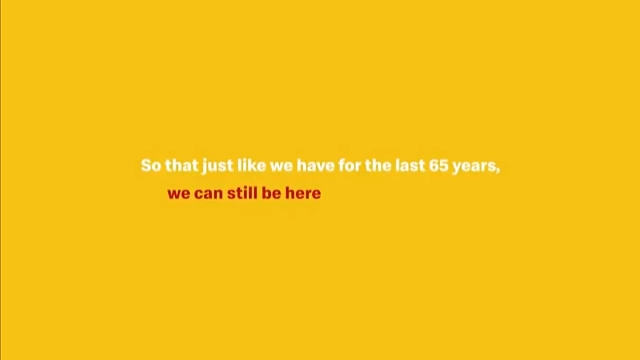 So that just like we have for the last 65 years,
we can still be here